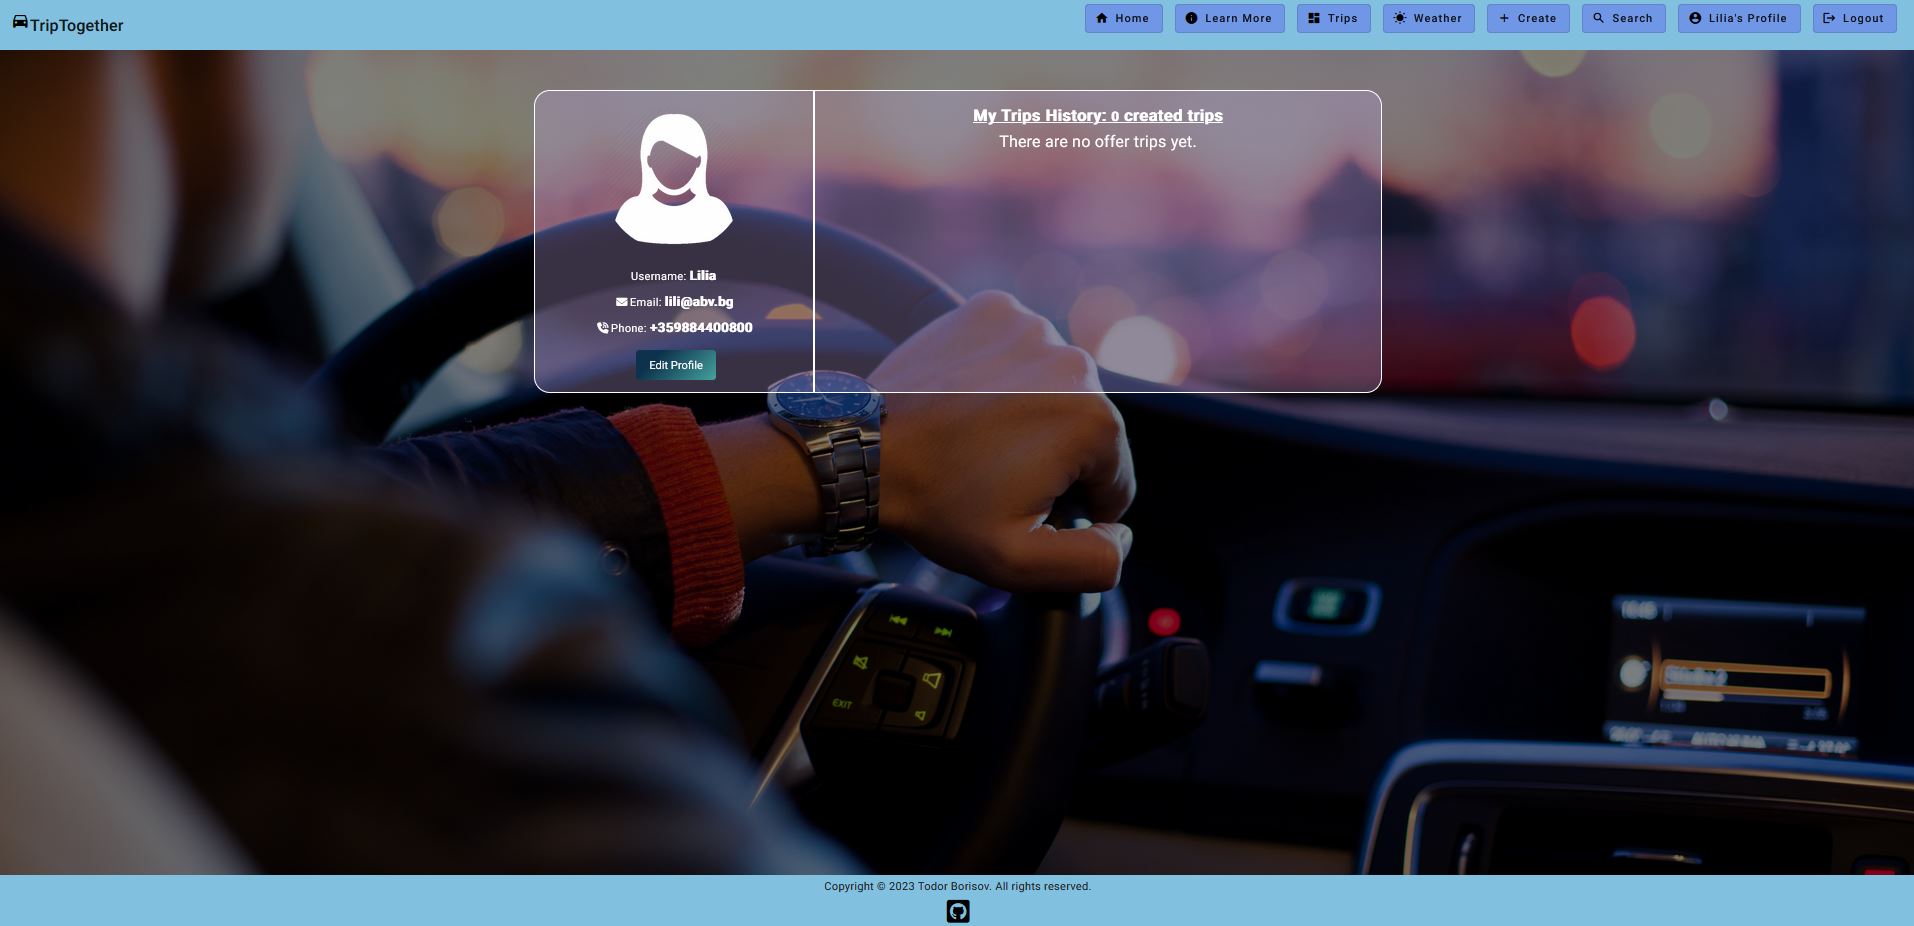 TripTogether
Home
Learn More
Trips
Weather
Create
Search
Lilia's Profile
Logout
My Trips History: 0 created trips
There are no offer trips yet.
Username: Lilia
Email: lili@abv.bg
Phone: +359884400800
Edit Profile
EXIT
Copyright © 2023 Todor Borisov. All rights reserved.